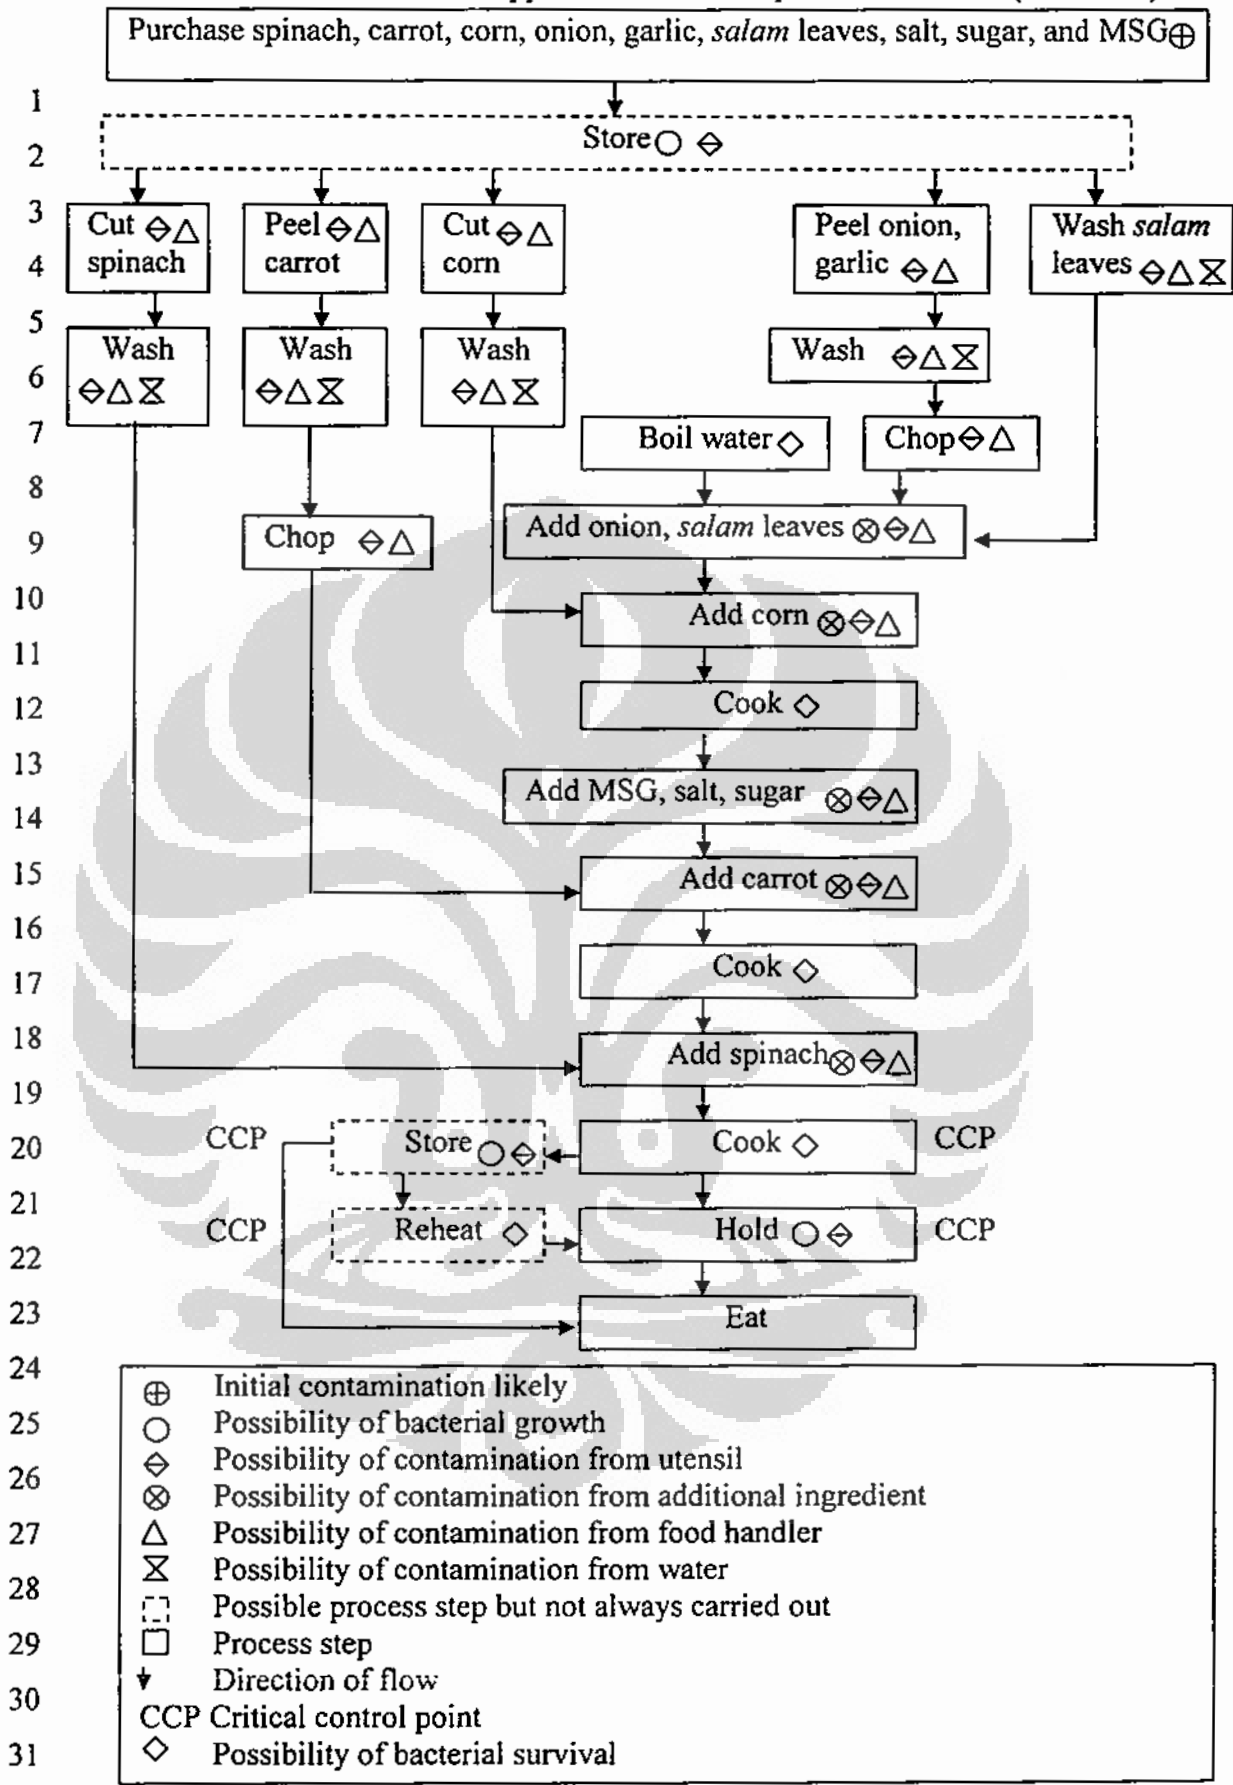 Purchase spinach, carrot, corn, onion, garlic, salam leaves, salt, sugar, and MSG⊕
1
Store ○
2
3
Cut
spinach
Peel
carrot
Cut
corn
Peel onion,
garlic
Wash salam
leaves
4
5
Wash
Wash
Wash
Wash
6
7
Boil water ◇
Chop
8
Chop
Add onion, salam leaves
9
10
Add corn
11
12
Cook ◇
13
Add MSG, salt, sugar
14
15
Add carrot
16
17
Cook ◇
18
Add spinach
19
20
CCP
Store
Cook ◇
CCP
21
22
CCP
Reheat ◇
Hold
CCP
23
Eat
24
⊕ Initial contamination likely
25
○ Possibility of bacterial growth
Possibility of contamination from utensil
26
⊗ Possibility of contamination from additional ingredient
27
△ Possibility of contamination from food handler
Possibility of contamination from water
28
Possible process step but not always carried out
29
□ Process step
Direction of flow
30
CCP Critical control point
31
◇ Possibility of bacterial survival